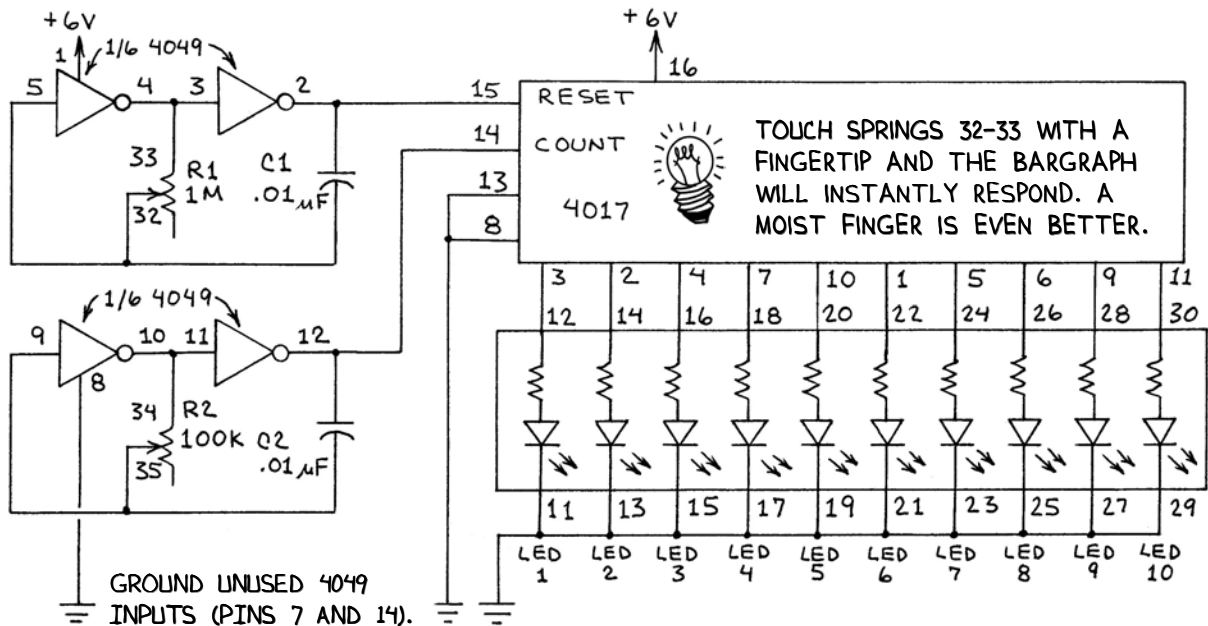 +6V
1
1/6 4049
5
4
3
2
33
R1
1M
32
C1
.01µF
1/6 4049
9
10
11
12
8
34
R2
100K
35
C2
.01µF
GROUND UNUSED 4049
INPUTS (PINS 7 AND 14).
+6V
16
15
14
13
8
RESET
COUNT
4017
TOUCH SPRINGS 32-33 WITH A
FINGERTIP AND THE BARGRAPH
WILL INSTANTLY RESPOND. A
MOIST FINGER IS EVEN BETTER.
3 2 4 7 10 1 5 6 9 11
12 14 16 18 20 22 24 26 28 30
11 13 15 17 19 21 23 25 27 29
LED LED LED LED LED LED LED LED LED LED
1 2 3 4 5 6 7 8 9 10